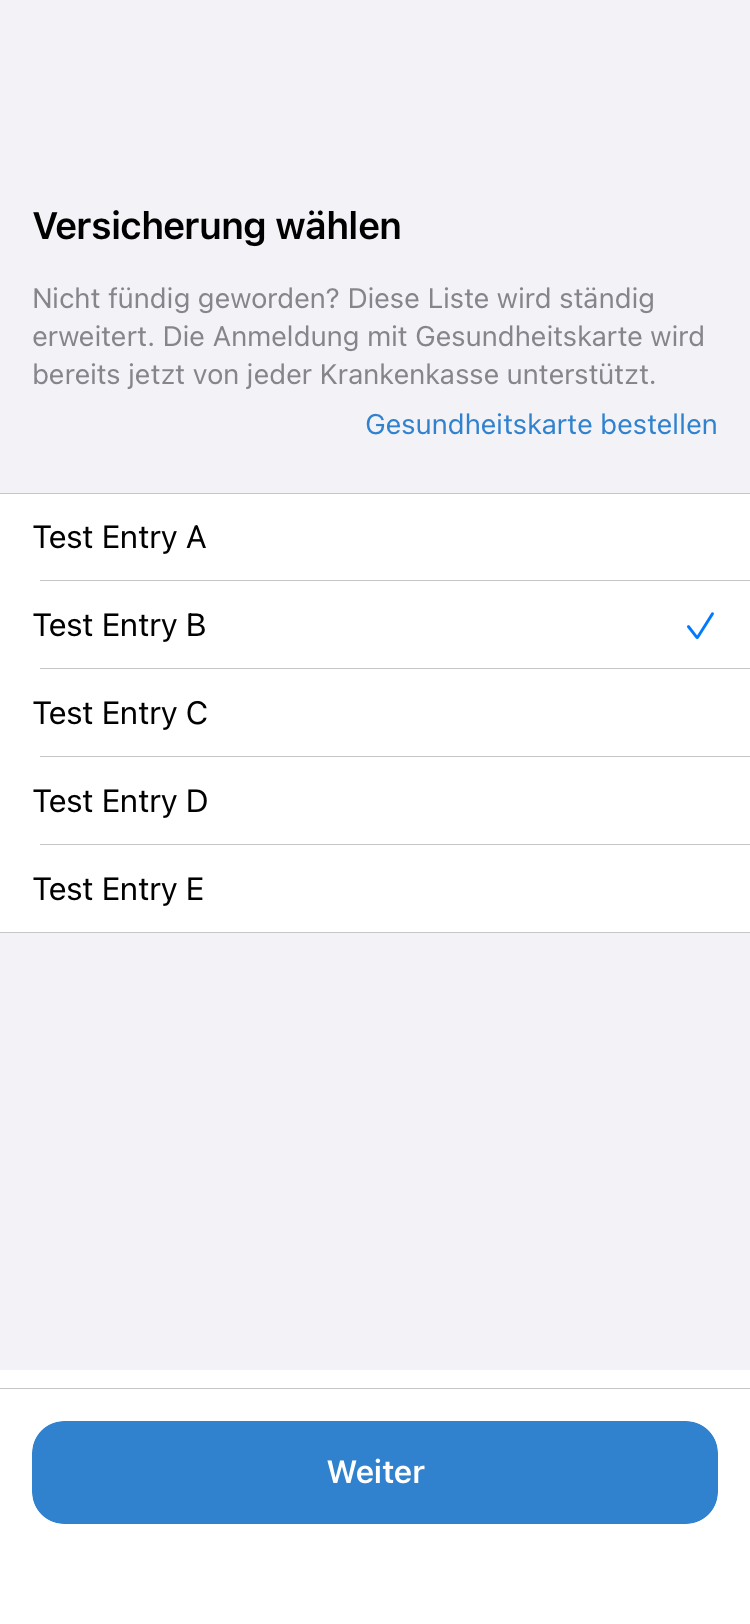 Versicherung wählen
Nicht fündig geworden? Diese Liste wird ständig
erweitert. Die Anmeldung mit Gesundheitskarte wird
bereits jetzt von jeder Krankenkasse unterstützt.
Gesundheitskarte bestellen
Test Entry A
Test Entry B
Test Entry C
Test Entry D
Test Entry E
Weiter